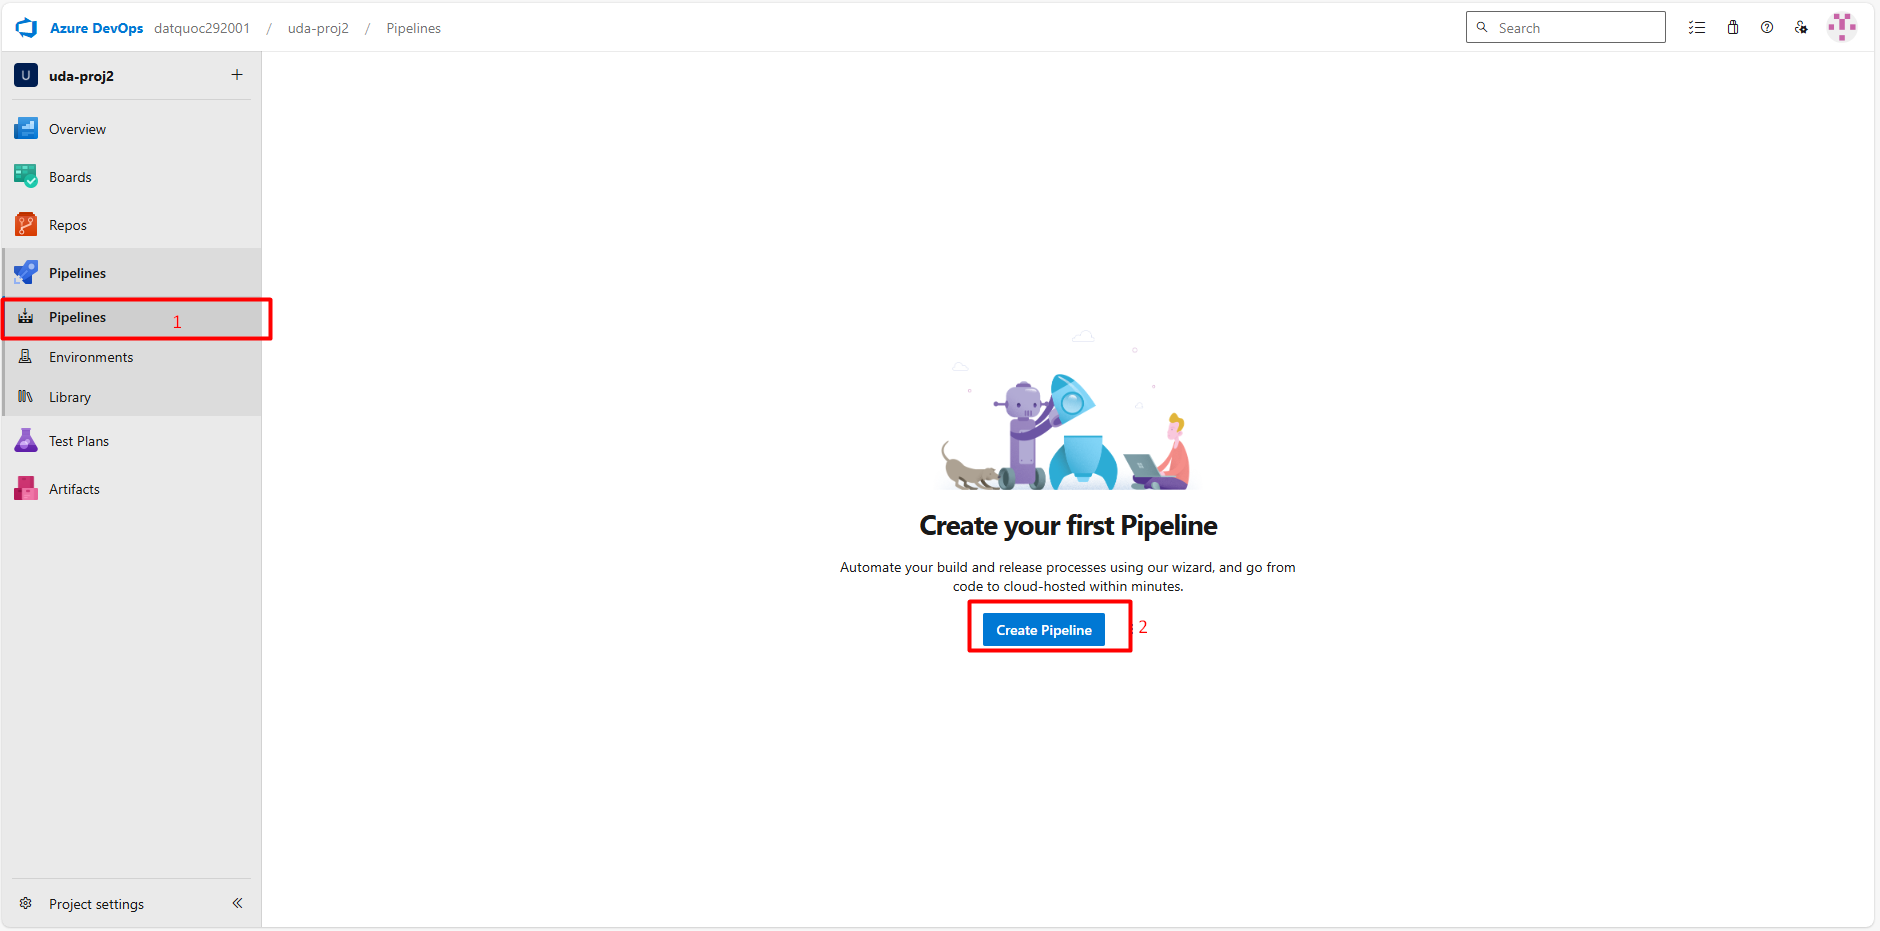 Azure DevOps datquoc292001 / uda-proj2 / Pipelines
Search
U uda-proj2
Overview
Boards
Repos
Pipelines
Pipelines 1
Environments
Library
Test Plans
Artifacts
Project settings
Create your first Pipeline
Automate your build and release processes using our wizard, and go from
code to cloud-hosted within minutes.
Create Pipeline 2